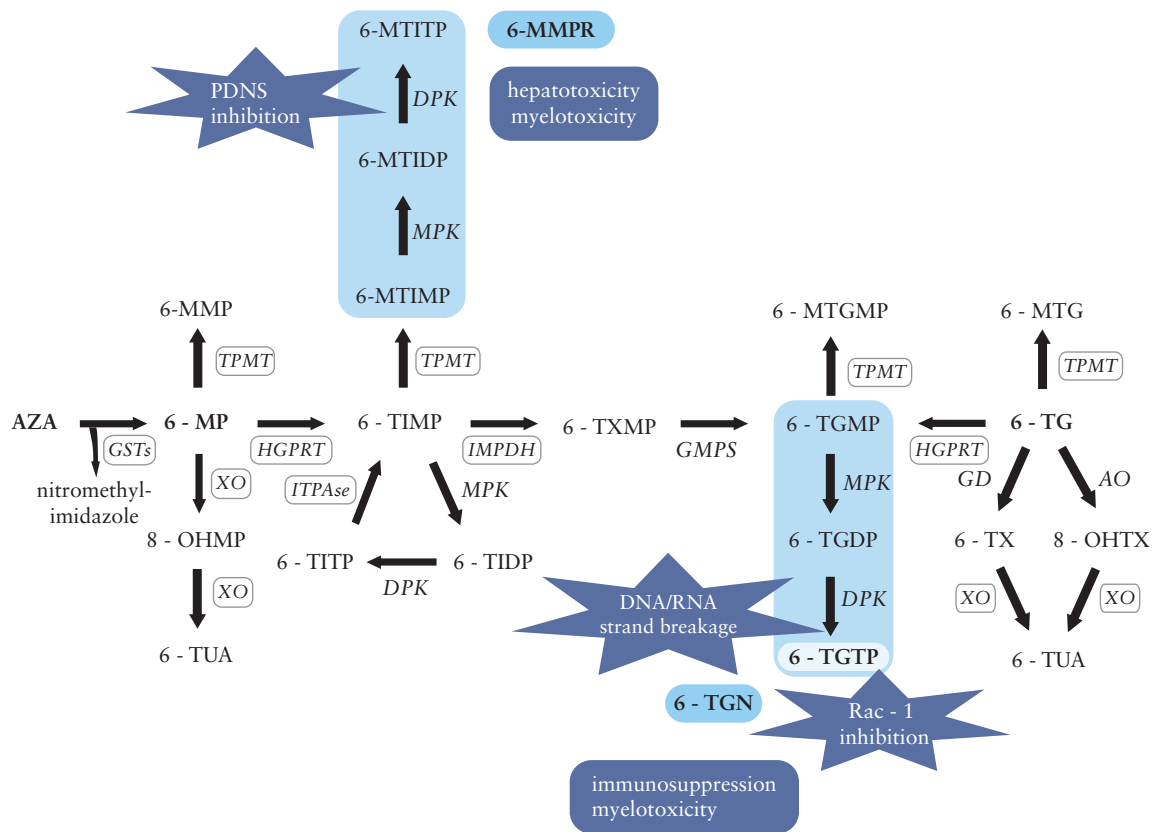 6-MTITP
6-MMPR
PDNS
inhibition
DPK
hepatotoxicity
myelotoxicity
6-MTIDP
MPK
6-MTIMP
6-MMP
6 - MTGMP
6 - MTG
TPMT
TPMT
TPMT
TPMT
AZA
6 - MP
6 - TIMP
6 - TXMP
6 - TGMP
6 - TG
GSTs
HGPRT
IMPDH
GMPS
HGPRT
nitromethyl-
imidazole
XO
ITPAse
MPK
MPK
GD
AO
8 - OHMP
6 - TITP
6 - TIDP
6 - TGDP
6 - TX
8 - OHTX
DPK
XO
DNA/RNA
strand breakage
DPK
XO
XO
6 - TUA
6 - TGTP
6 - TUA
6 - TGN
Rac - 1
inhibition
immunosuppression
myelotoxicity